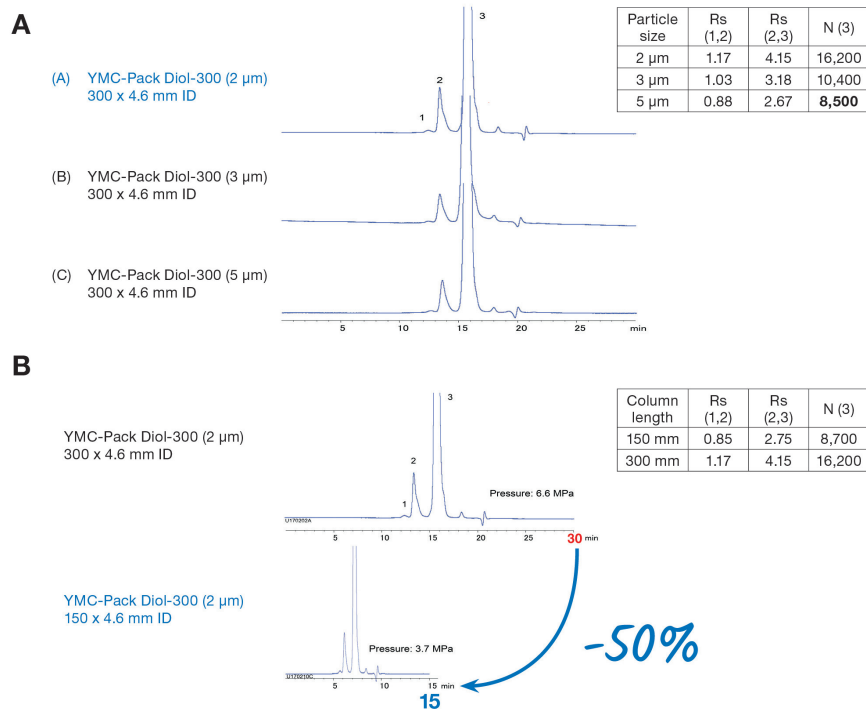 A
(A) YMC-Pack Diol-300 (2 µm)
300 x 4.6 mm ID
(B) YMC-Pack Diol-300 (3 µm)
300 x 4.6 mm ID
(C) YMC-Pack Diol-300 (5 µm)
300 x 4.6 mm ID
1
2
3
5 10 15 20 25 min
Particle size Rs (1,2) Rs (2,3) N (3)
2 µm 1.17 4.15 16,200
3 µm 1.03 3.18 10,400
5 µm 0.88 2.67 8,500
B
YMC-Pack Diol-300 (2 µm)
300 x 4.6 mm ID
1
2
3
Pressure: 6.6 MPa
U170202A
5 10 15 20 25 30 min
Column length Rs (1,2) Rs (2,3) N (3)
150 mm 0.85 2.75 8,700
300 mm 1.17 4.15 16,200
YMC-Pack Diol-300 (2 µm)
150 x 4.6 mm ID
Pressure: 3.7 MPa
U170210C
5 10 15 min
15
-50%